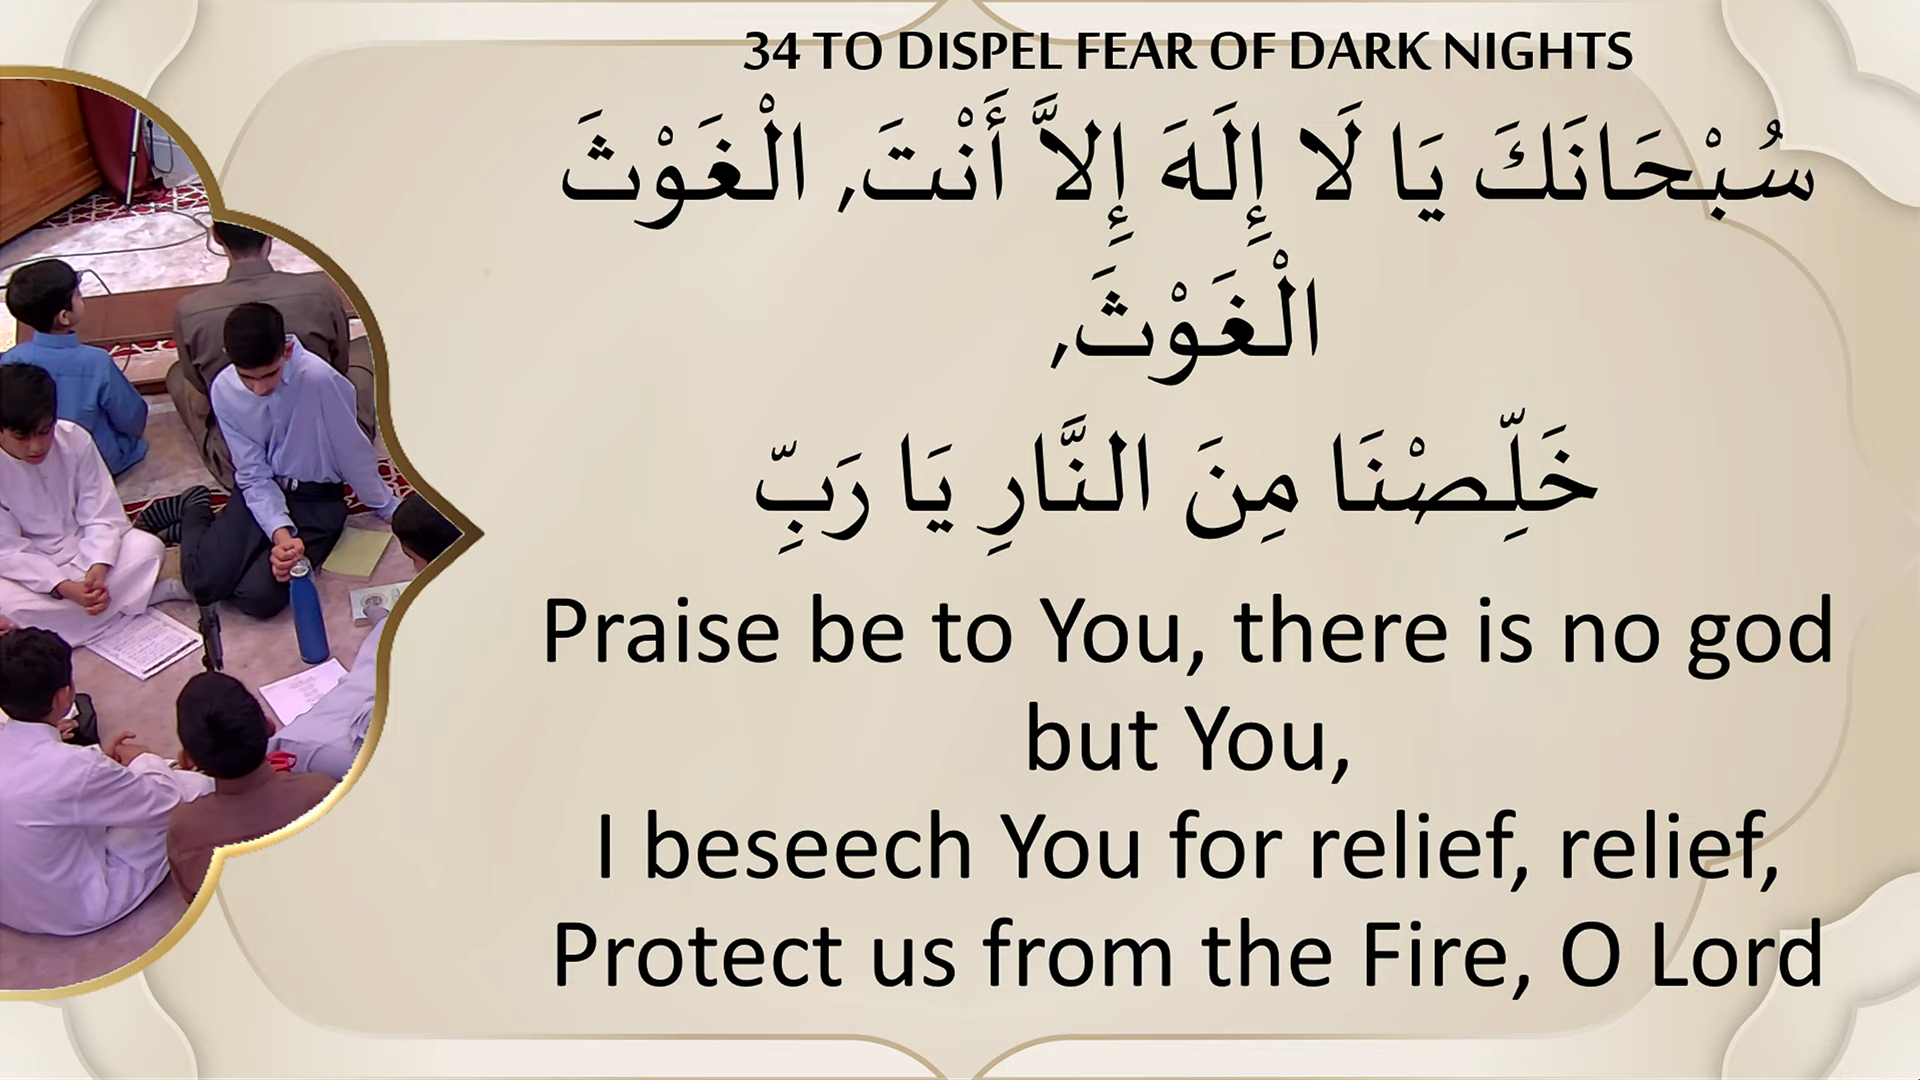 34 TO DISPEL FEAR OF DARK NIGHTS
سُبْحَانَكَ يَا لَا إِلَهَ إِلاَّ أَنْتَ, الْغَوْثَ
الْغَوْثَ,
خَلِّصْنَا مِنَ النَّارِ يَا رَبِّ
Praise be to You, there is no god
but You,
I beseech You for relief, relief,
Protect us from the Fire, O Lord